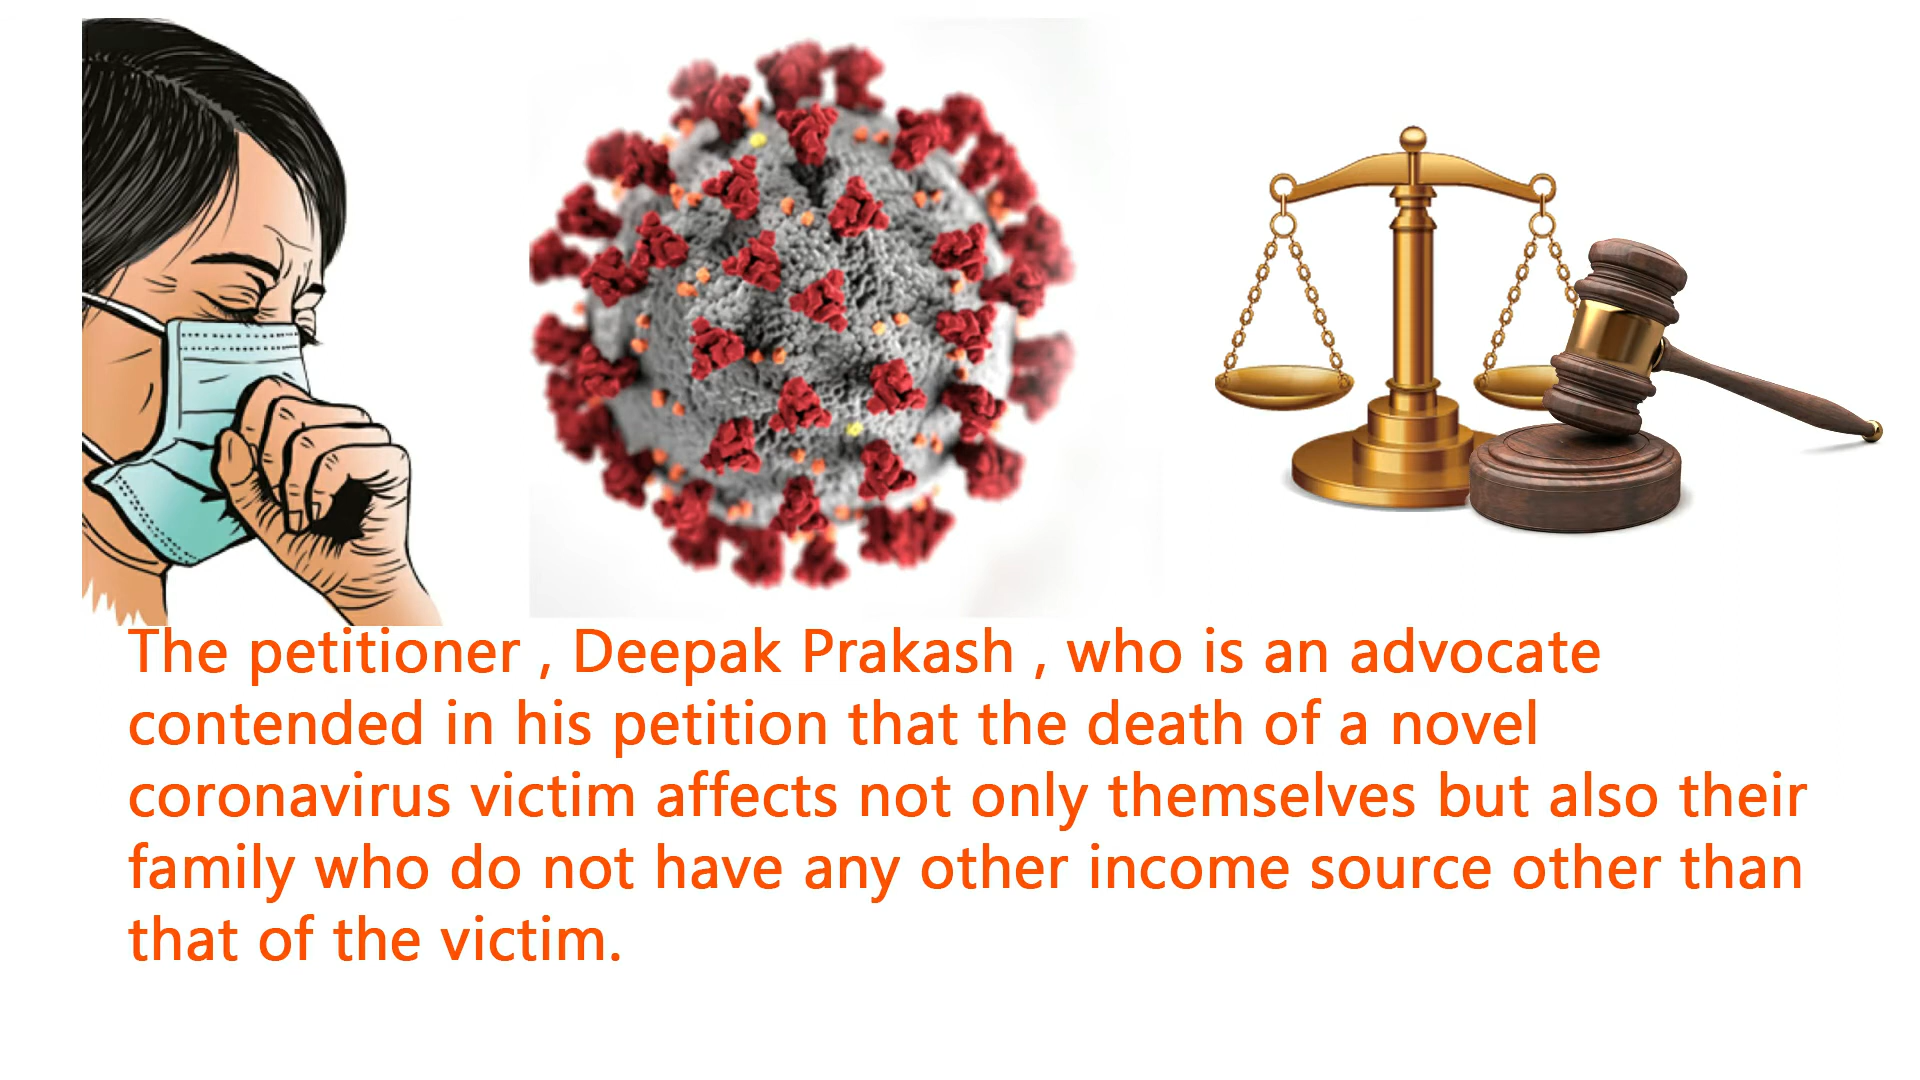 The petitioner , Deepak Prakash , who is an advocate
contended in his petition that the death of a novel
coronavirus victim affects not only themselves but also their
family who do not have any other income source other than
that of the victim.